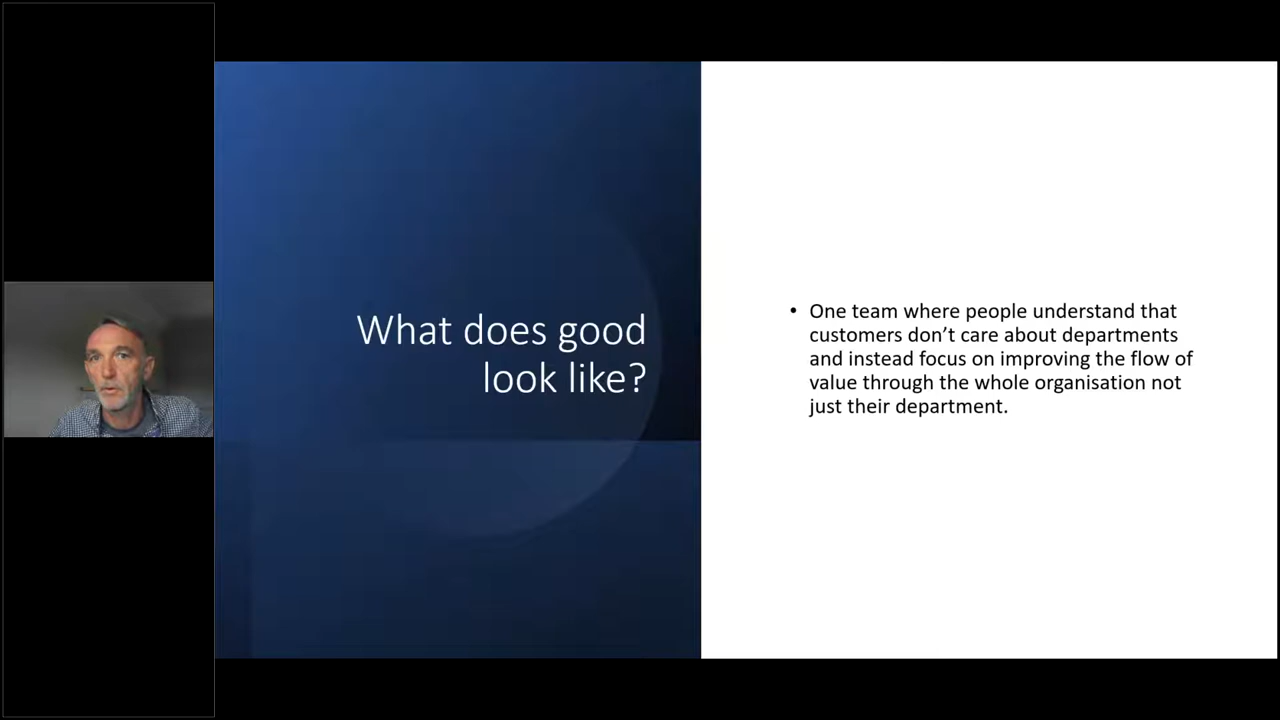 What does good
look like?
• One team where people understand that
customers don’t care about departments
and instead focus on improving the flow of
value through the whole organisation not
just their department.